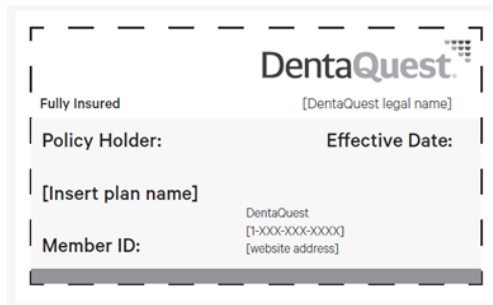 DentaQuest.
Fully Insured [DentaQuest legal name]
Policy Holder: Effective Date:
[Insert plan name]
DentaQuest
[1-XXX-XXX-XXXX]
Member ID: [website address]